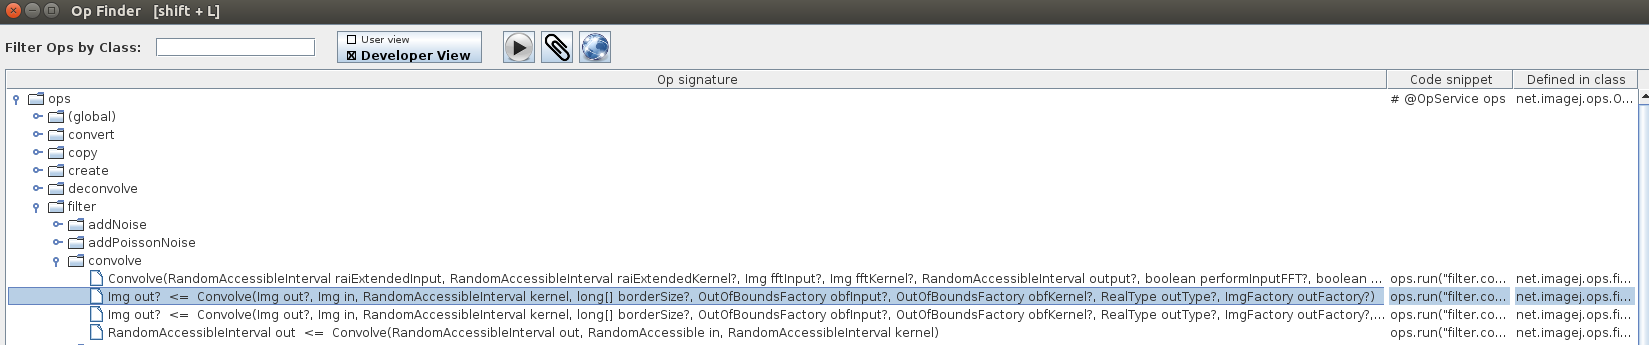 Op Finder [shift + L]
Filter Ops by Class:
User view
Developer View
Op signature Code snippet Defined in class
ops # @OpService ops net.imagej.ops.O...
(global)
convert
copy
create
deconvolve
filter
addNoise
addPoissonNoise
convolve
Convolve(RandomAccessibleInterval raiExtendedInput, RandomAccessibleInterval raiExtendedKernel?, Img fftInput?, Img fftKernel?, RandomAccessibleInterval output?, boolean performInputFFT?, boolean ... ops.run("filter.co... net.imagej.ops.fi...
Img out? <= Convolve(Img out?, Img in, RandomAccessibleInterval kernel, long[] borderSize?, OutOfBoundsFactory obfInput?, OutOfBoundsFactory obfKernel?, RealType outType?, ImgFactory outFactory?) ops.run("filter.co... net.imagej.ops.fi...
Img out? <= Convolve(Img out?, Img in, RandomAccessibleInterval kernel, long[] borderSize?, OutOfBoundsFactory obfInput?, OutOfBoundsFactory obfKernel?, RealType outType?, ImgFactory outFactory?,... ops.run("filter.co... net.imagej.ops.fi...
RandomAccessibleInterval out <= Convolve(RandomAccessibleInterval out, RandomAccessible in, RandomAccessibleInterval kernel) ops.run("filter.co... net.imagej.ops.fi...